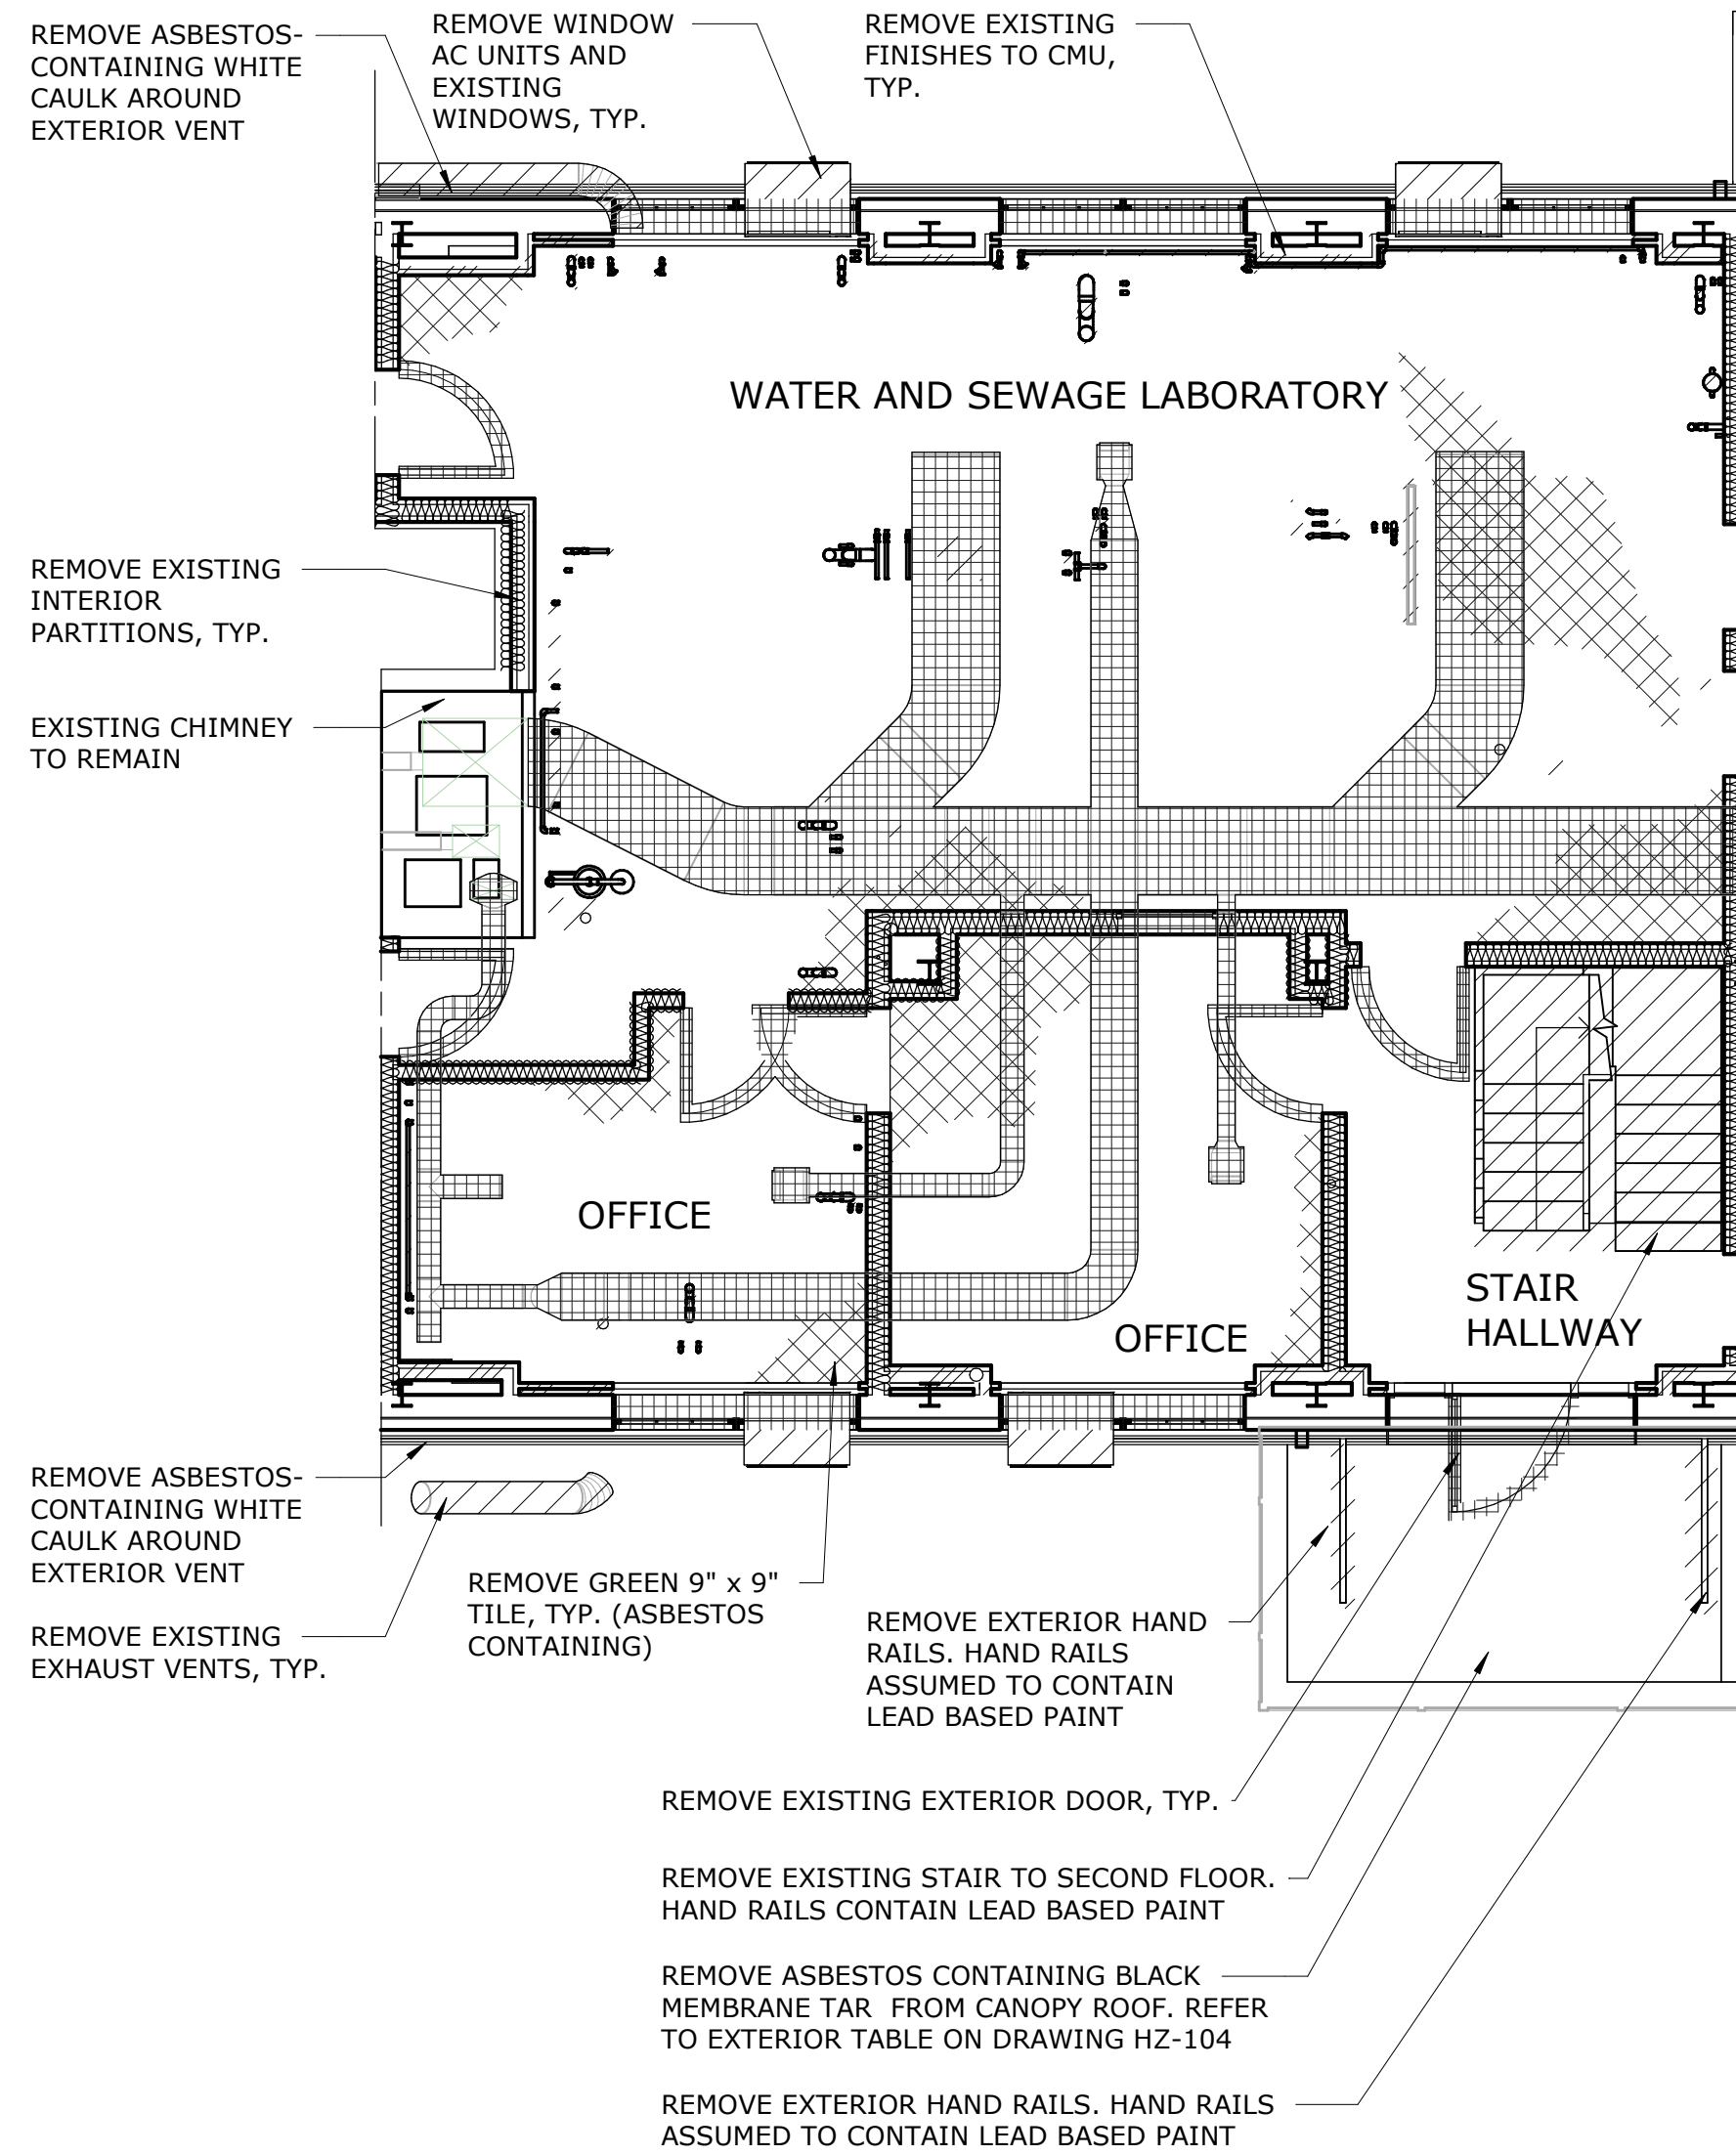 REMOVE ASBESTOS-
CONTAINING WHITE
CAULK AROUND
EXTERIOR VENT
REMOVE WINDOW
AC UNITS AND
EXISTING
WINDOWS, TYP.
REMOVE EXISTING
FINISHES TO CMU,
TYP.
WATER AND SEWAGE LABORATORY
REMOVE EXISTING
INTERIOR
PARTITIONS, TYP.
EXISTING CHIMNEY
TO REMAIN
OFFICE
OFFICE
STAIR
HALLWAY
REMOVE ASBESTOS-
CONTAINING WHITE
CAULK AROUND
EXTERIOR VENT
REMOVE EXISTING
EXHAUST VENTS, TYP.
REMOVE GREEN 9" x 9"
TILE, TYP. (ASBESTOS
CONTAINING)
REMOVE EXTERIOR HAND
RAILS. HAND RAILS
ASSUMED TO CONTAIN
LEAD BASED PAINT
REMOVE EXISTING EXTERIOR DOOR, TYP.
REMOVE EXISTING STAIR TO SECOND FLOOR.
HAND RAILS CONTAIN LEAD BASED PAINT
REMOVE ASBESTOS CONTAINING BLACK
MEMBRANE TAR FROM CANOPY ROOF. REFER
TO EXTERIOR TABLE ON DRAWING HZ-104
REMOVE EXTERIOR HAND RAILS. HAND RAILS
ASSUMED TO CONTAIN LEAD BASED PAINT